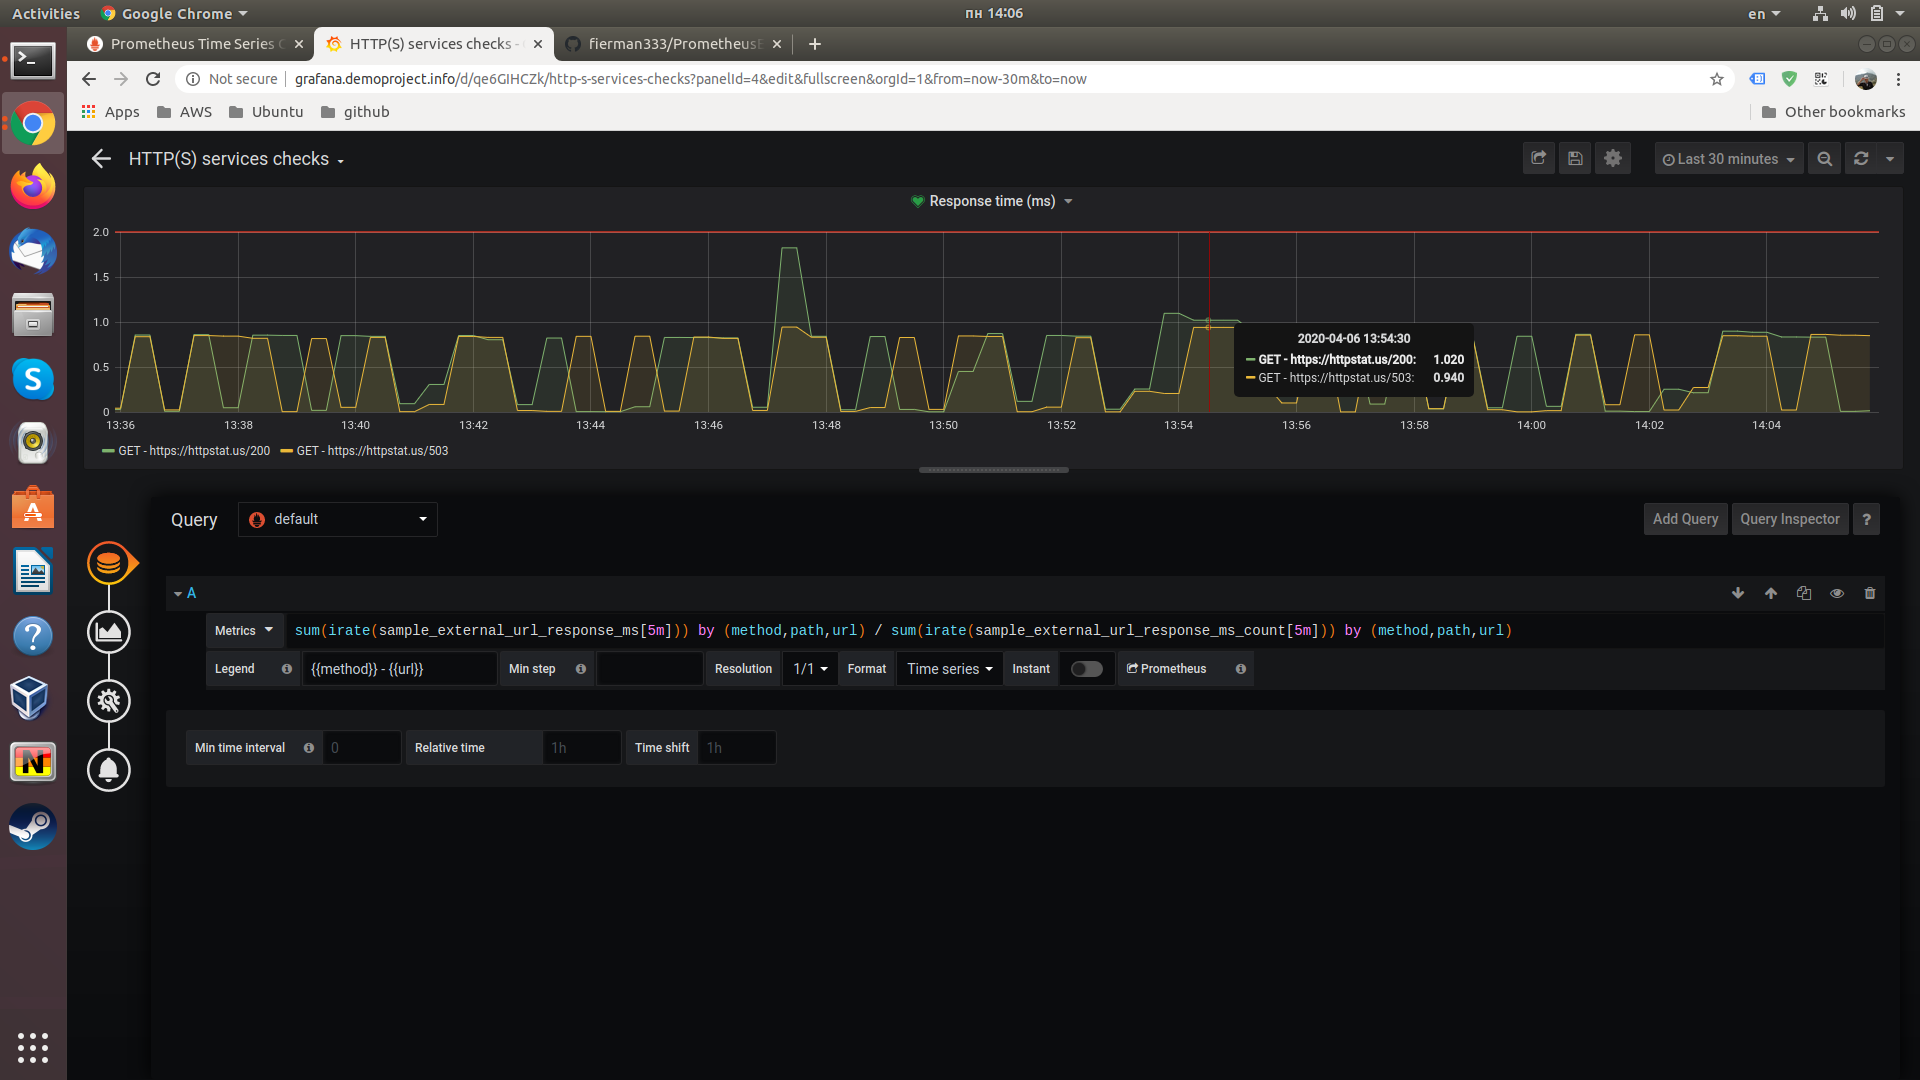 Activities
Google Chrome
пн 14:06
en
Prometheus Time Series C
HTTP(S) services checks -
fierman333/PrometheusE
Not secure
grafana.demoproject.info/d/qe6GIHCZk/http-s-services-checks?panelId=4&edit&fullscreen&orgId=1&from=now-30m&to=now
Apps
AWS
Ubuntu
github
Other bookmarks
HTTP(S) services checks
Last 30 minutes
Response time (ms)
2.0
1.5
1.0
0.5
0
13:36
13:38
13:40
13:42
13:44
13:46
13:48
13:50
13:52
13:54
13:56
13:58
14:00
14:02
14:04
2020-04-06 13:54:30
GET - https://httpstat.us/200: 1.020
GET - https://httpstat.us/503: 0.940
GET - https://httpstat.us/200
GET - https://httpstat.us/503
Query
default
Add Query
Query Inspector
?
A
Metrics
sum(irate(sample_external_url_response_ms[5m])) by (method,path,url) / sum(irate(sample_external_url_response_ms_count[5m])) by (method,path,url)
Legend
{{method}} - {{url}}
Min step
Resolution
1/1
Format
Time series
Instant
Prometheus
Min time interval
0
Relative time
1h
Time shift
1h